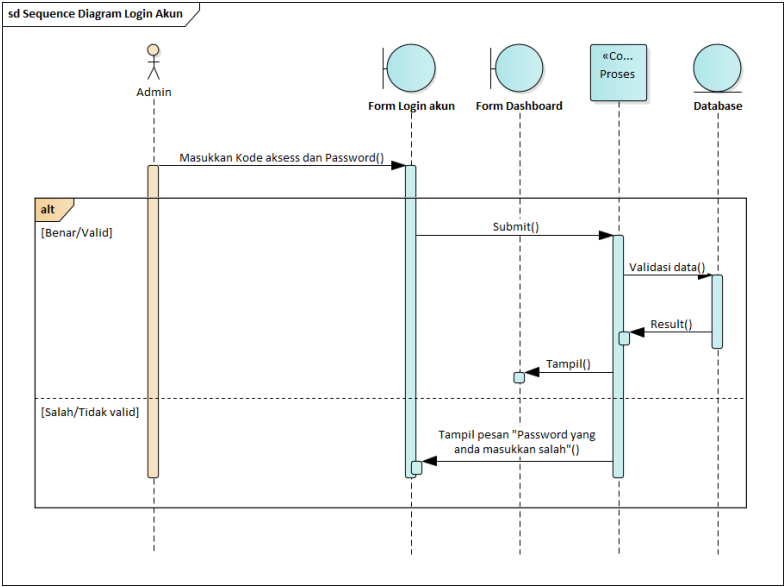 sd Sequence Diagram Login Akun
«Co...
Proses
Admin
Form Login akun
Form Dashboard
Database
Masukkan Kode aksess dan Password()
alt
[Benar/Valid]
Submit()
Validasi data()
Result()
Tampil()
[Salah/Tidak valid]
Tampil pesan "Password yang
anda masukkan salah"()